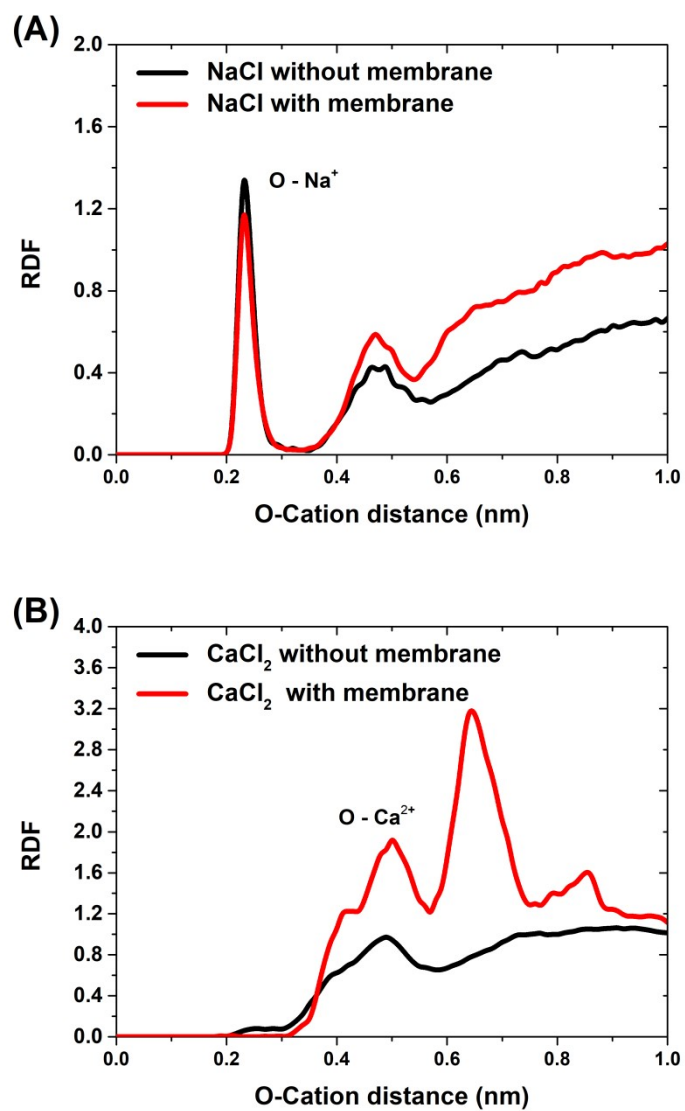 (A)
2.0
1.6
1.2
0.8
0.4
0.0
RDF
NaCl without membrane
NaCl with membrane
O - Na⁺
0.0 0.2 0.4 0.6 0.8 1.0
O-Cation distance (nm)
(B)
4.0
3.6
3.2
2.8
2.4
2.0
1.6
1.2
0.8
0.4
0.0
RDF
CaCl₂ without membrane
CaCl₂ with membrane
O - Ca²⁺
0.0 0.2 0.4 0.6 0.8 1.0
O-Cation distance (nm)